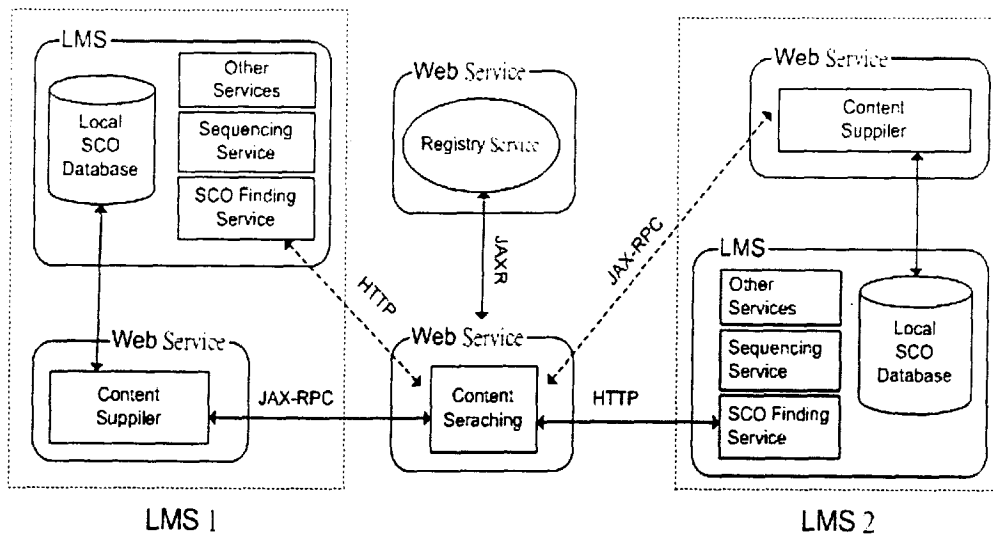 LMS
Local
SCO
Database
Other
Services
Sequencing
Service
SCO Finding
Service
Web Service
Content
Suppiler
LMS 1
HTTP
JAX-RPC
Web Service
Registry Service
JAXR
Web Service
Content
Seraching
JAX-RPC
HTTP
Web Service
Content
Suppiler
LMS
Other
Services
Sequencing
Service
SCO Finding
Service
Local
SCO
Database
LMS 2